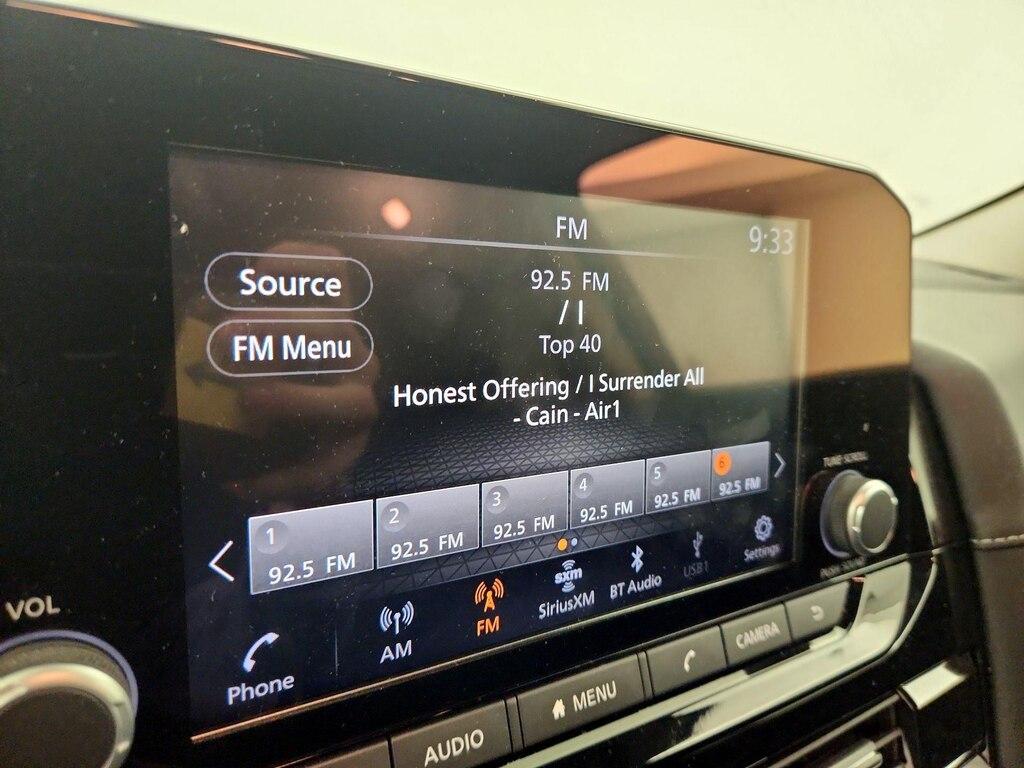 FM
9:33
Source
92.5 FM
/ I
FM Menu
Top 40
Honest Offering / I Surrender All
- Cain - Air1
1
92.5 FM
2
92.5 FM
3
92.5 FM
4
92.5 FM
5
92.5 FM
6
92.5 FM
TUNE·SCROLL
Phone
AM
FM
sxm
SiriusXM
BT Audio
USB1
Settings
VOL
AUDIO
MENU
CAMERA